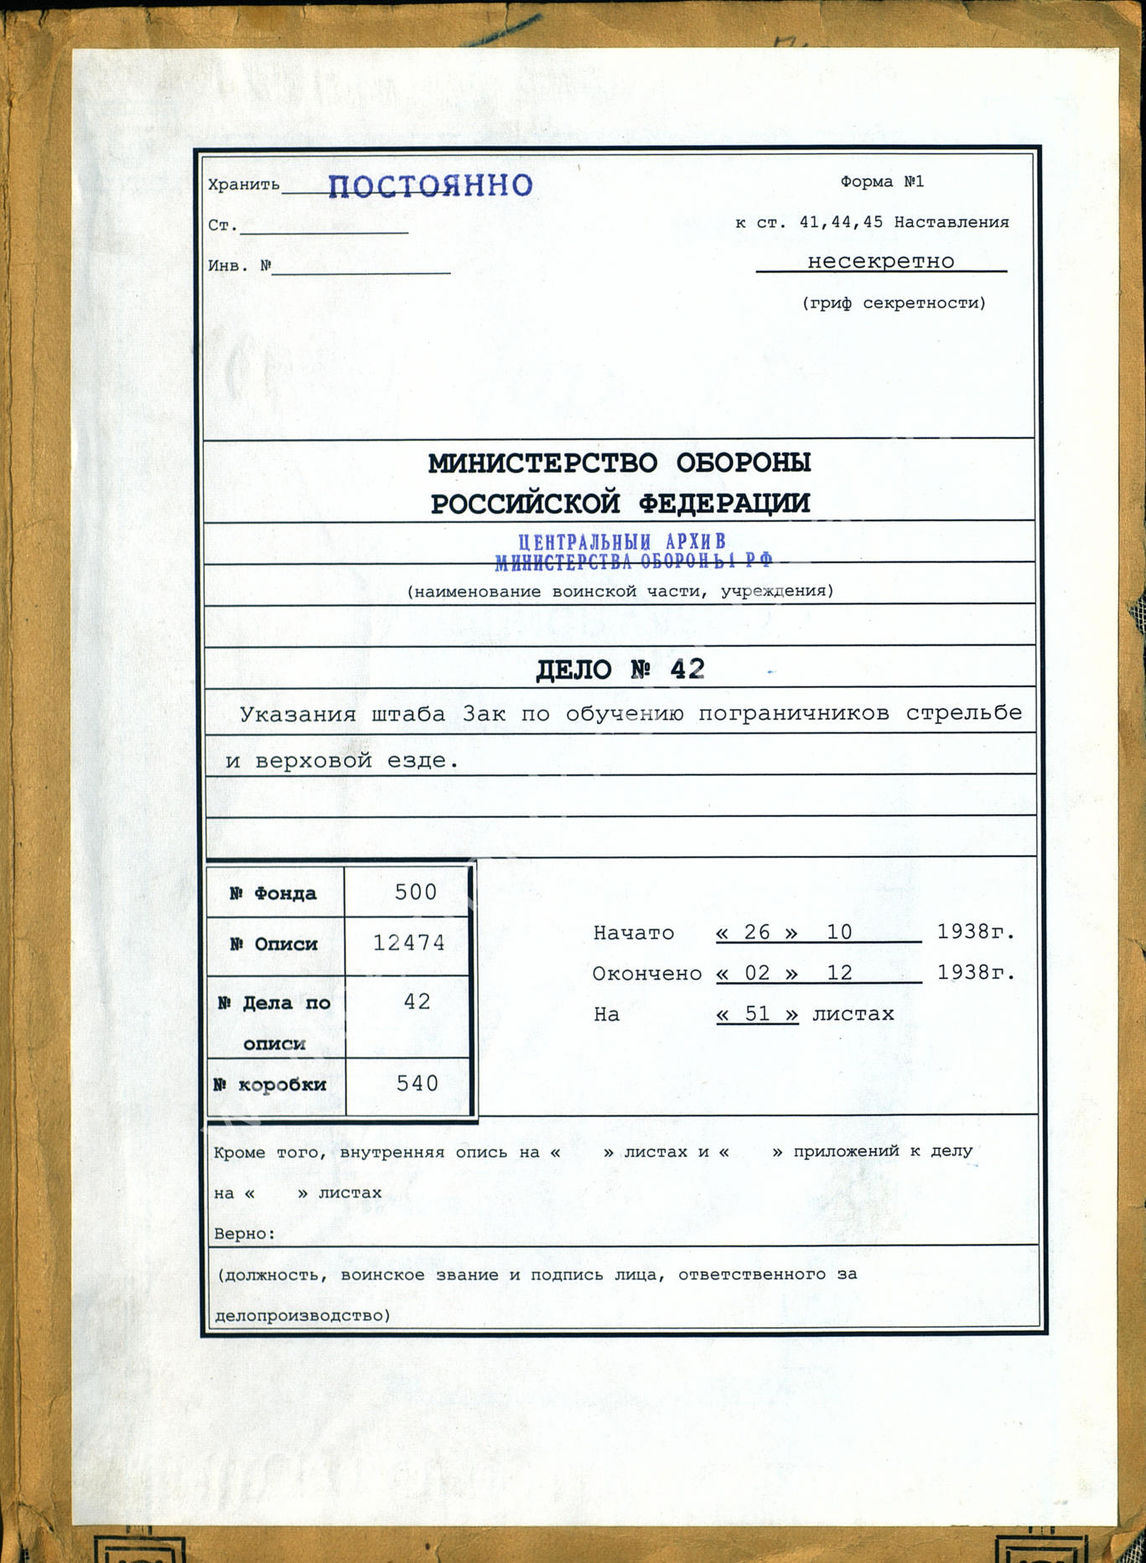 Хранить ПОСТОЯННО
Форма №1
Ст.
к ст. 41,44,45 Наставления
Инв. №
несекретно
(гриф секретности)
МИНИСТЕРСТВО ОБОРОНЫ
РОССИЙСКОЙ ФЕДЕРАЦИИ
ЦЕНТРАЛЬНЫЙ АРХИВ
МИНИСТЕРСТВА ОБОРОНЫ РФ
(наименование воинской части, учреждения)
ДЕЛО № 42
Указания штаба Зак по обучению пограничников стрельбе
и верховой езде.
№ Фонда 500
№ Описи 12474
№ Дела по 42
описи
№ коробки 540
Начато « 26 » 10 1938г.
Окончено « 02 » 12 1938г.
На « 51 » листах
Кроме того, внутренняя опись на « » листах и « » приложений к делу
на « » листах
Верно:
(должность, воинское звание и подпись лица, ответственного за
делопроизводство)